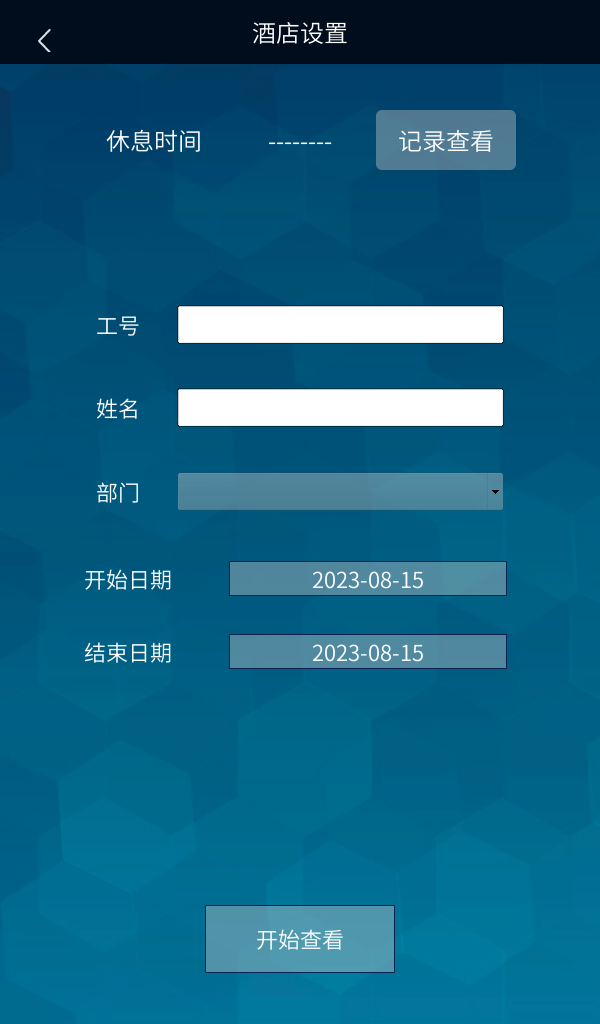 酒店设置
休息时间 -------- 记录查看
工号
姓名
部门
开始日期 2023-08-15
结束日期 2023-08-15
开始查看